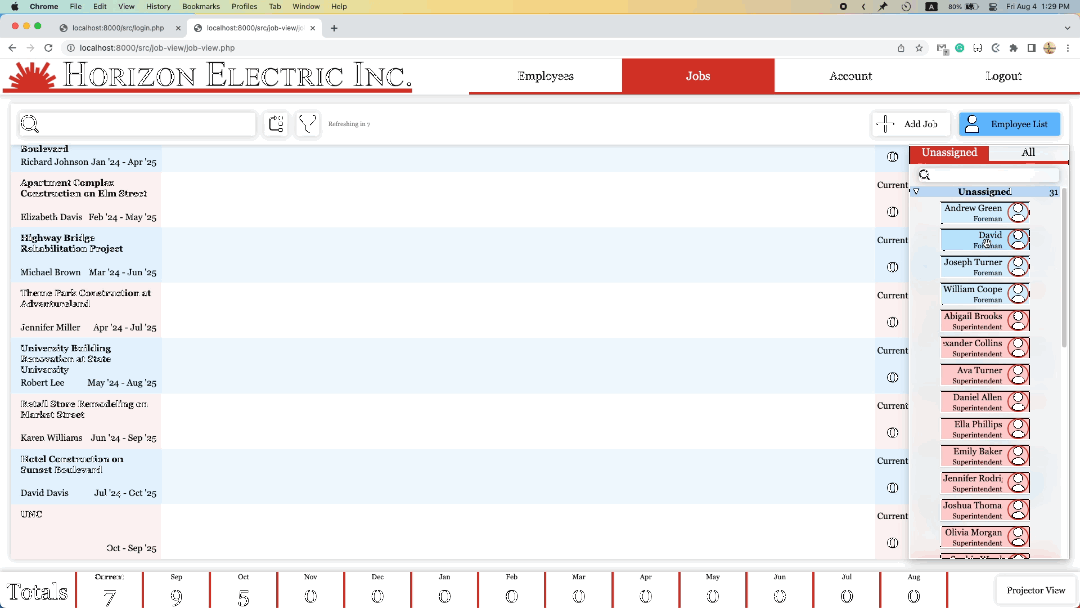 Chrome File Edit View History Bookmarks Profiles Tab Window Help
A 80% Fri Aug 4 1:29 PM
localhost:8000/src/login.php
localhost:8000/src/job-view/jo
localhost:8000/src/job-view/job-view.php
HORIZON ELECTRIC INC.
Employees Jobs Account Logout
Refreshing in 7
Add Job
Employee List
Boulevard
Richard Johnson Jan '24 - Apr '25
Apartment Complex
Construction on Elm Street
Elizabeth Davis Feb '24 - May '25
Highway Bridge
Rehabilitation Project
Michael Brown Mar '24 - Jun '25
Theme Park Construction at
Adventureland
Jennifer Miller Apr '24 - Jul '25
University Building
Renovation at State
University
Robert Lee May '24 - Aug '25
Retail Store Remodeling on
Market Street
Karen Williams Jun '24 - Sep '25
Hotel Construction on
Sunset Boulevard
David Davis Jul '24 - Oct '25
UNC
Oct - Sep '25
0
Current
0
Current
0
Current
0
Current
0
Current
0
Current
0
Current
0
Unassigned All
Unassigned 31
Andrew Green
Foreman
David
Foreman
Joseph Turner
Foreman
William Coope
Foreman
Abigail Brooks
Superintendent
exander Collins
Superintendent
Ava Turner
Superintendent
Daniel Allen
Superintendent
Ella Phillips
Superintendent
Emily Baker
Superintendent
Jennifer Rodri
Superintendent
Joshua Thoma
Superintendent
Olivia Morgan
Superintendent
Totals
Current Sep Oct Nov Dec Jan Feb Mar Apr May Jun Jul Aug
7 9 5 0 0 0 0 0 0 0 0 0 0
Projector View